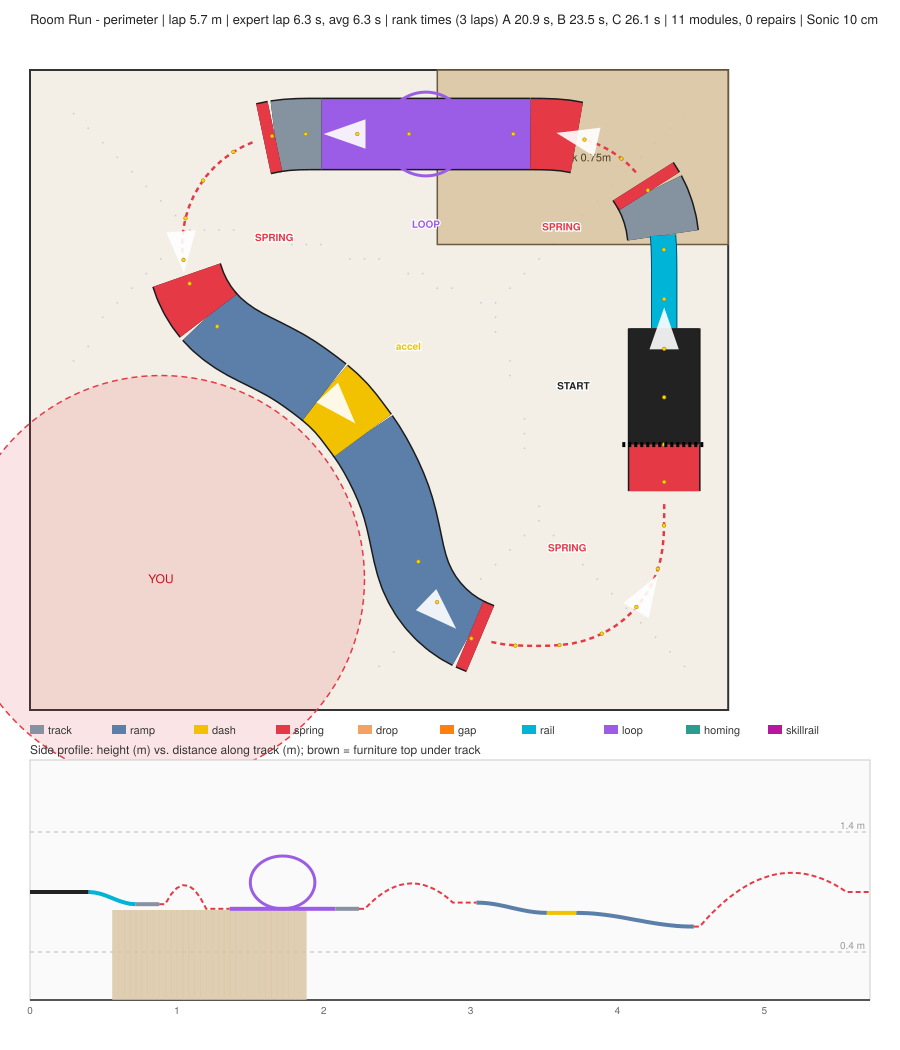 Room Run - perimeter | lap 5.7 m | expert lap 6.3 s, avg 6.3 s | rank times (3 laps) A 20.9 s, B 23.5 s, C 26.1 s | 11 modules, 0 repairs | Sonic 10 cm
k 0.75m
LOOP
SPRING
SPRING
accel
START
SPRING
YOU
track ramp dash spring drop gap rail loop homing skillrail
Side profile: height (m) vs. distance along track (m); brown = furniture top under track
1.4 m
0.4 m
0 1 2 3 4 5